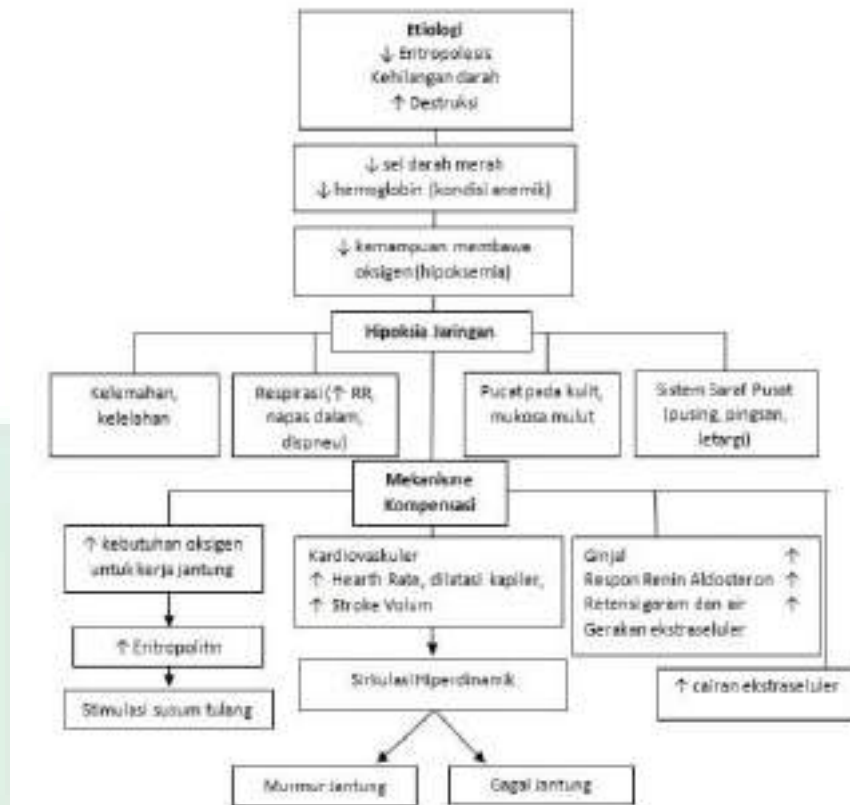 Etiologi
↓ Eritropolesis
Kehilangan darah
↑ Destruksi
↓ sel darah merah
↓ hemoglobin (kondisi anemik)
↓ kemampuan membawa
oksigen (hipoksemia)
Hipoksia Jaringan
Kelemahan,
kelelahan
Respirasi (↑ RR,
napas dalam,
dispneu)
Pucat pada kulit,
mukosa mulut
Sistem Saraf Pusat
(pusing, pingsan,
letargi)
Mekanisme
Kompensasi
↑ kebutuhan oksigen
untuk kerja jantung
Kardiovaskuler
↑ Hearth Rate, dilatasi kapiler,
↑ Stroke Volum
Ginjal ↑
Respon Renin Aldosteron ↑
Retensi garam dan air ↑
Gerakan ekstraseluler
↑ Eritropoitin
Sirkulasi Hiperdinamik
↑ cairan ekstraseluler
Stimulasi susum tulang
Murmur Jantung
Gagal Jantung